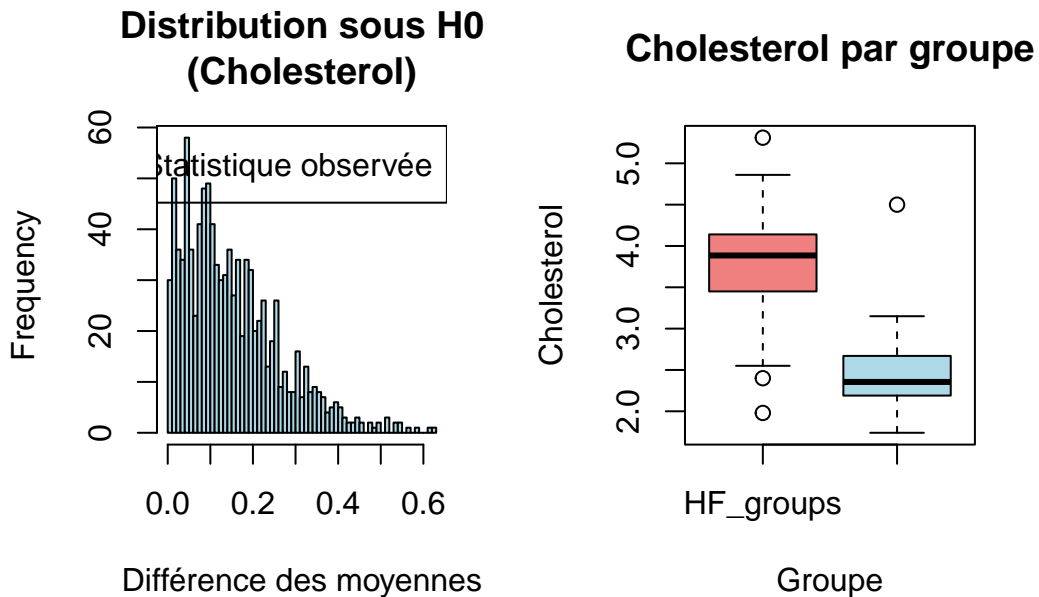 Distribution sous H0
(Cholesterol)
60
40
20
0
Frequency
Statistique observée
0.0 0.2 0.4 0.6
Différence des moyennes
Cholesterol par groupe
5.0
4.0
3.0
2.0
Cholesterol
HF_groups
Groupe